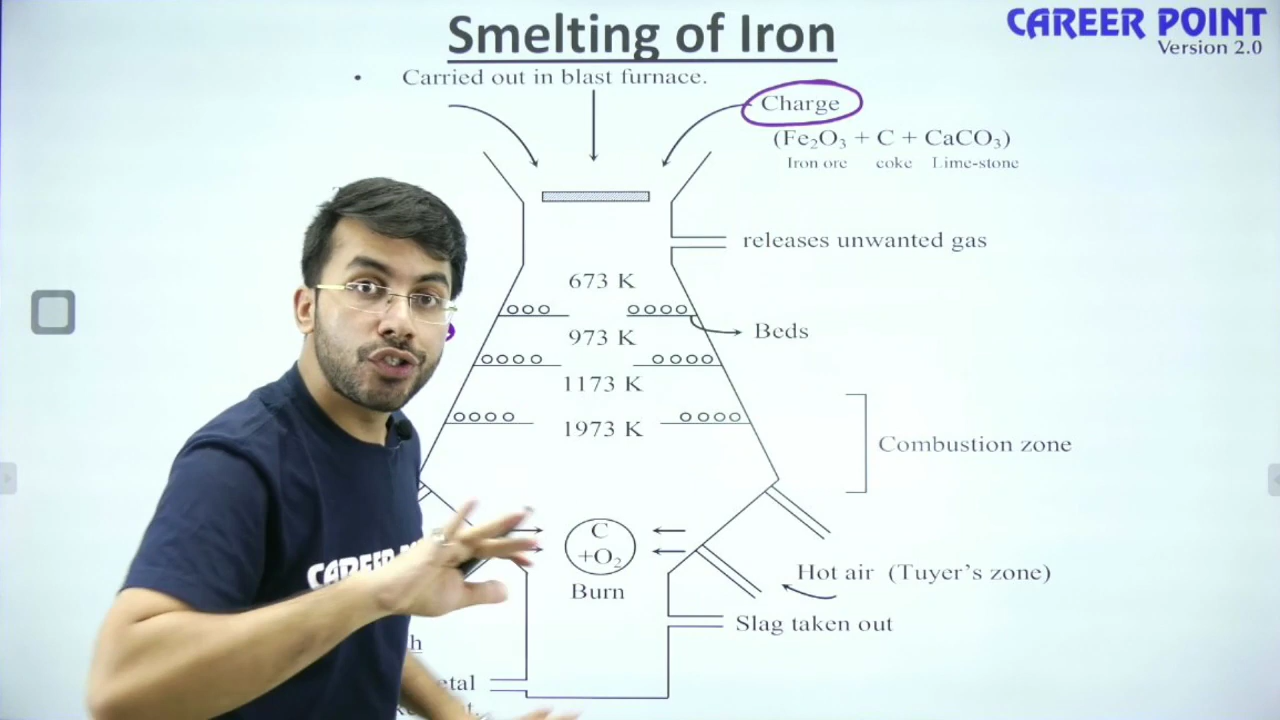 Smelting of Iron
CAREER POINT
Version 2.0
• Carried out in blast furnace.
Charge
(Fe₂O₃ + C + CaCO₃)
Iron ore coke Lime-stone
releases unwanted gas
673 K
973 K
Beds
1173 K
1973 K
Combustion zone
C
+O₂
Burn
Hot air (Tuyer's zone)
Slag taken out
CAREER